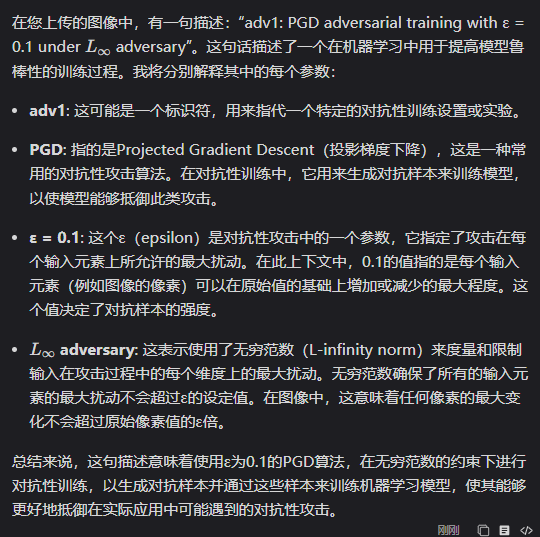 在您上传的图像中，有一句描述：“adv1: PGD adversarial training with ε =
0.1 under L∞ adversary”。这句话描述了一个在机器学习中用于提高模型鲁
棒性的训练过程。我将分别解释其中的每个参数：
• adv1: 这可能是一个标识符，用来指代一个特定的对抗性训练设置或实验。
• PGD: 指的是Projected Gradient Descent（投影梯度下降），这是一种常
用的对抗性攻击算法。在对抗性训练中，它用来生成对抗样本来训练模型，
以使模型能够抵御此类攻击。
• ε = 0.1: 这个ε（epsilon）是对抗性攻击中的一个参数，它指定了攻击在每
个输入元素上所允许的最大扰动。在此上下文中，0.1的值指的是每个输入
元素（例如图像的像素）可以在原始值的基础上增加或减少的最大程度。这
个值决定了对抗样本的强度。
• L∞ adversary: 这表示使用了无穷范数（L-infinity norm）来度量和限制
输入在攻击过程中的每个维度上的最大扰动。无穷范数确保了所有的输入元
素的最大扰动不会超过ε的设定值。在图像中，这意味着任何像素的最大变
化不会超过原始像素值的ε倍。
总结来说，这句描述意味着使用ε为0.1的PGD算法，在无穷范数的约束下进行
对抗性训练，以生成对抗样本并通过这些样本来训练机器学习模型，使其能够
更好地抵御在实际应用中可能遇到的对抗性攻击。
刚刚